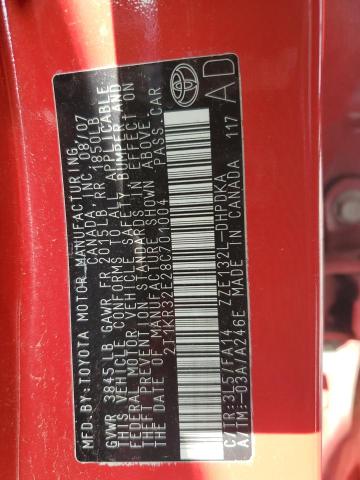 MFD.BY:TOYOTA MOTOR MANUFACTURING
CANADA, INC. 08/07
GVWR 3845LB GAWR FR 2015LB RR 1850LB
THIS VEHICLE CONFORMS TO ALL APPLICABLE
FEDERAL MOTOR VEHICLE SAFETY, BUMPER, AND
THEFT PREVENTION STANDARDS IN EFFECT ON
THE DATE OF MANUFACTURE SHOWN ABOVE.
2T1KR32E28C701004 PASS.CAR
C/TR:3L5/FA14 ZZE132L-DHPDKA
A/TM:-03A/A246E MADE IN CANADA 117
AD
TOYOTA